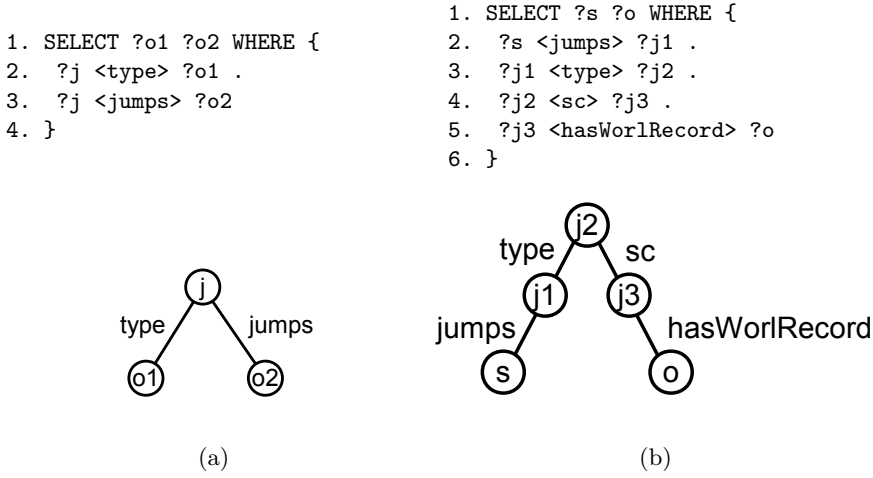 1. SELECT ?o1 ?o2 WHERE {
2. ?j <type> ?o1 .
3. ?j <jumps> ?o2
4. }
1. SELECT ?s ?o WHERE {
2. ?s <jumps> ?j1 .
3. ?j1 <type> ?j2 .
4. ?j2 <sc> ?j3 .
5. ?j3 <hasWorlRecord> ?o
6. }
j
type jumps
o1 o2
(a)
j2
type sc
j1 j3
jumps hasWorlRecord
s o
(b)